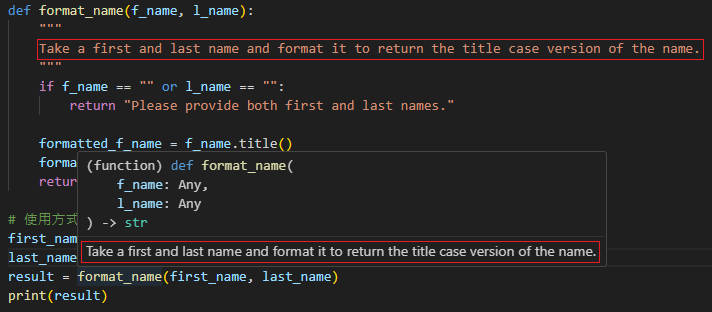 def format_name(f_name, l_name):
"""
Take a first and last name and format it to return the title case version of the name.
"""
if f_name == "" or l_name == "":
return "Please provide both first and last names."
formatted_f_name = f_name.title()
forma
retur
(function) def format_name(
f_name: Any,
l_name: Any
) -> str
Take a first and last name and format it to return the title case version of the name.
# 使用方式
first_nam
last_name
result = format_name(first_name, last_name)
print(result)